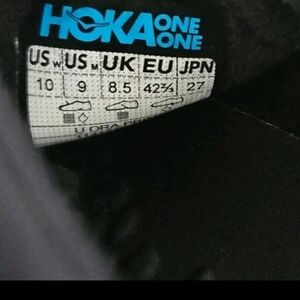 HOKA ONE ONE
US w US M UK EU JPN
10 9 8.5 42⅔ 27